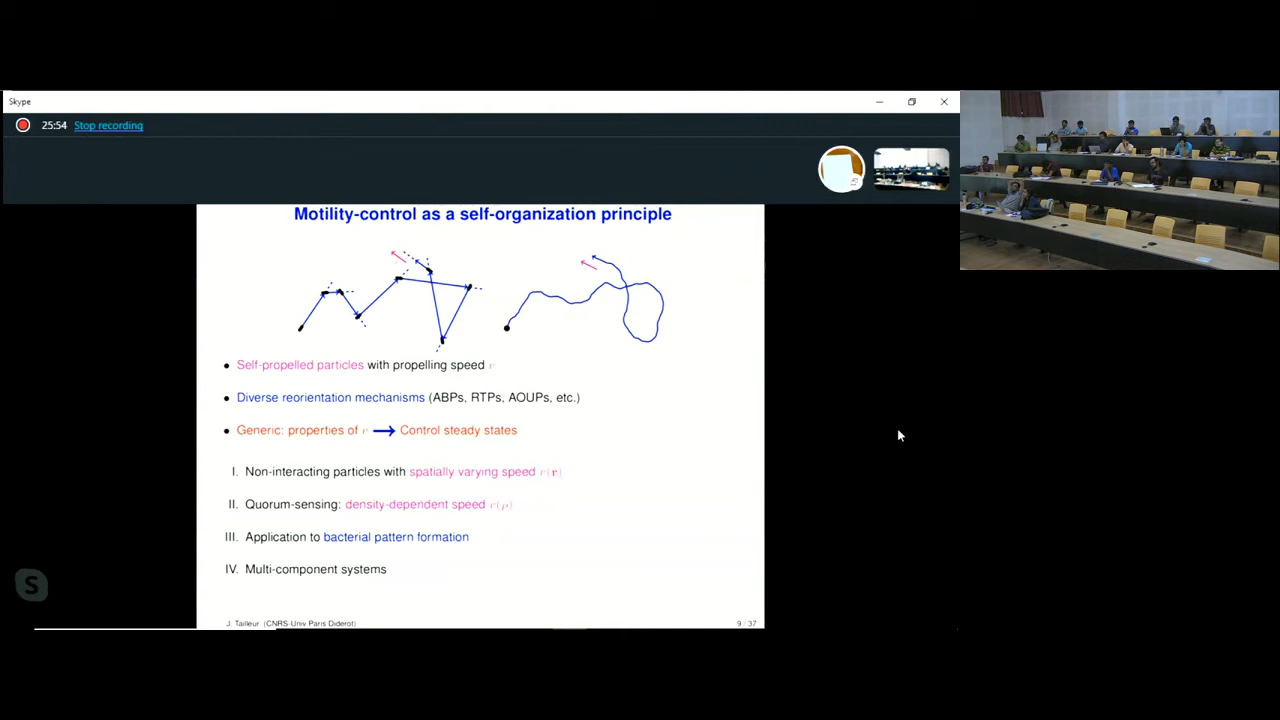 Skype
25:54 Stop recording
Motility-control as a self-organization principle
• Self-propelled particles with propelling speed v
• Diverse reorientation mechanisms (ABPs, RTPs, AOUPs, etc.)
• Generic: properties of v → Control steady states
I. Non-interacting particles with spatially varying speed v(r)
II. Quorum-sensing: density-dependent speed v(ρ)
III. Application to bacterial pattern formation
IV. Multi-component systems
S
J. Tailleur (CNRS-Univ Paris Diderot)
9 / 37